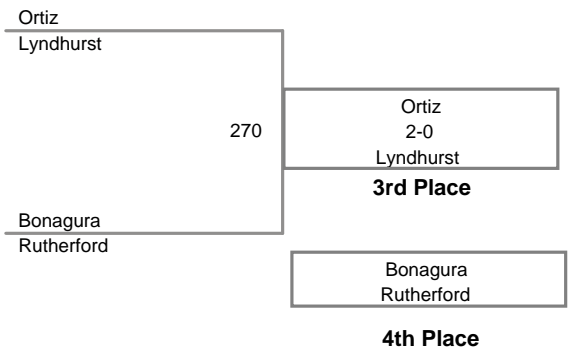 Ortiz
Lyndhurst
270
Ortiz
2-0
Lyndhurst
3rd Place
Bonagura
Rutherford
Bonagura
Rutherford
4th Place